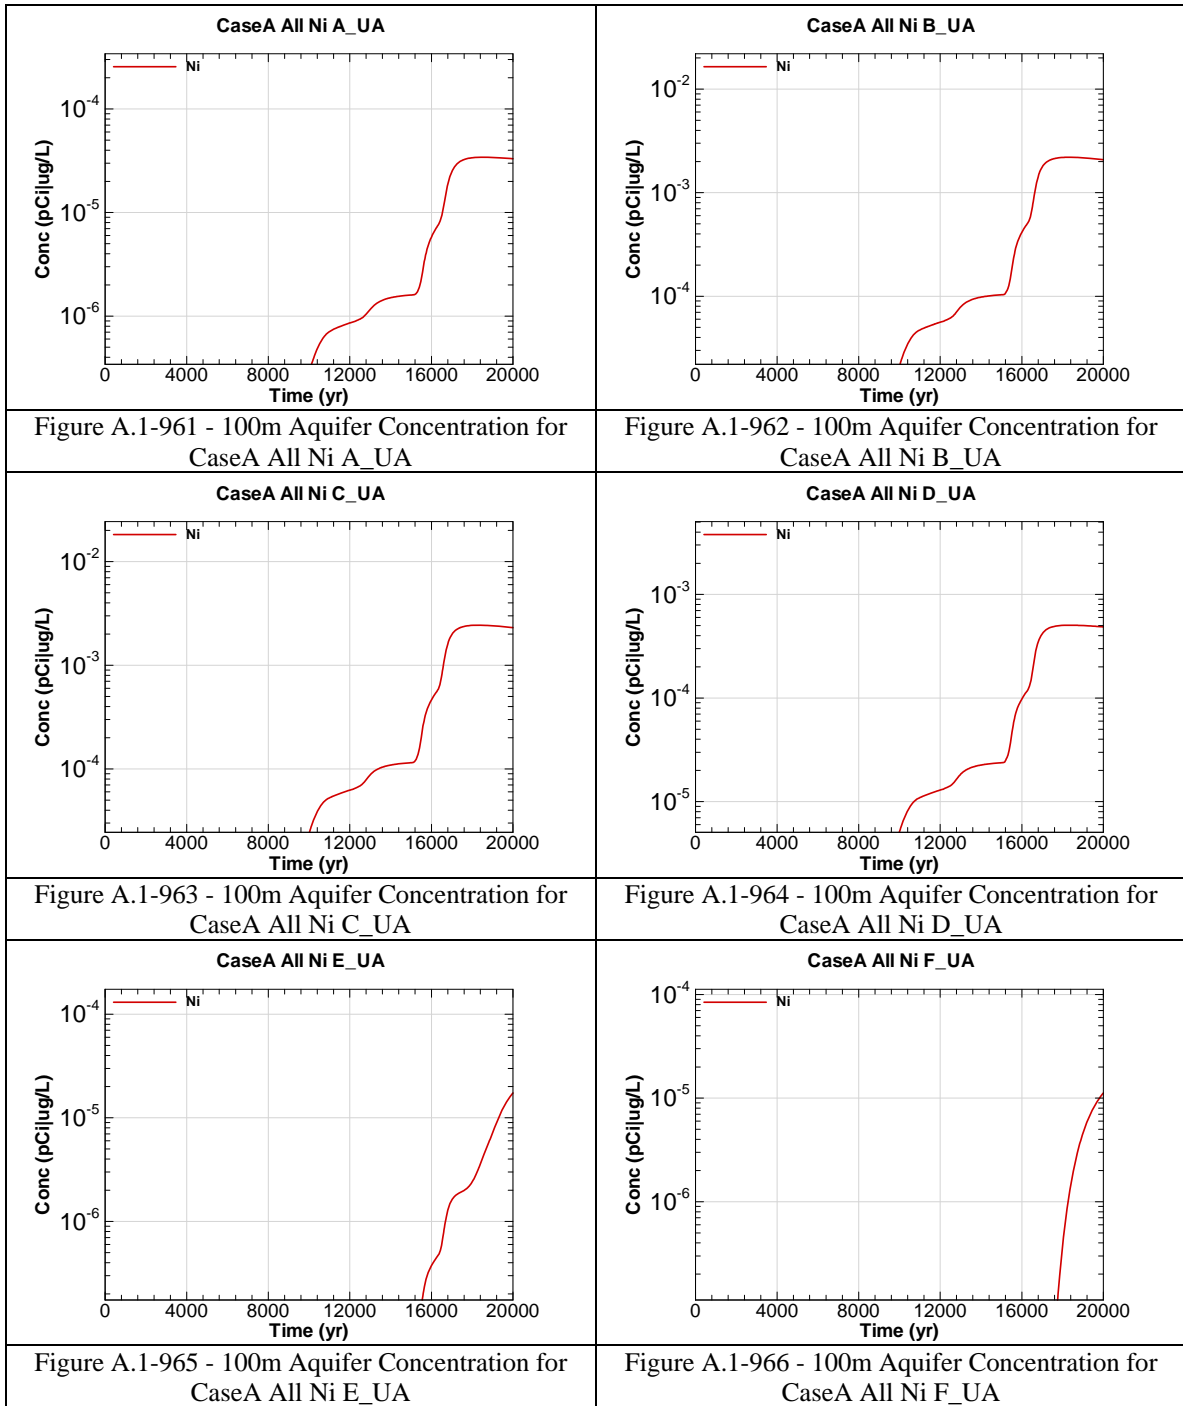 CaseA All Ni A_UA
Ni
Conc (pCi|ug/L)
10-4
10-5
10-6
0 4000 8000 12000 16000 20000
Time (yr)
Figure A.1-961 - 100m Aquifer Concentration for
CaseA All Ni A_UA
CaseA All Ni B_UA
Ni
Conc (pCi|ug/L)
10-2
10-3
10-4
0 4000 8000 12000 16000 20000
Time (yr)
Figure A.1-962 - 100m Aquifer Concentration for
CaseA All Ni B_UA
CaseA All Ni C_UA
Ni
Conc (pCi|ug/L)
10-2
10-3
10-4
0 4000 8000 12000 16000 20000
Time (yr)
Figure A.1-963 - 100m Aquifer Concentration for
CaseA All Ni C_UA
CaseA All Ni D_UA
Ni
Conc (pCi|ug/L)
10-3
10-4
10-5
0 4000 8000 12000 16000 20000
Time (yr)
Figure A.1-964 - 100m Aquifer Concentration for
CaseA All Ni D_UA
CaseA All Ni E_UA
Ni
Conc (pCi|ug/L)
10-4
10-5
10-6
0 4000 8000 12000 16000 20000
Time (yr)
Figure A.1-965 - 100m Aquifer Concentration for
CaseA All Ni E_UA
CaseA All Ni F_UA
Ni
Conc (pCi|ug/L)
10-4
10-5
10-6
0 4000 8000 12000 16000 20000
Time (yr)
Figure A.1-966 - 100m Aquifer Concentration for
CaseA All Ni F_UA